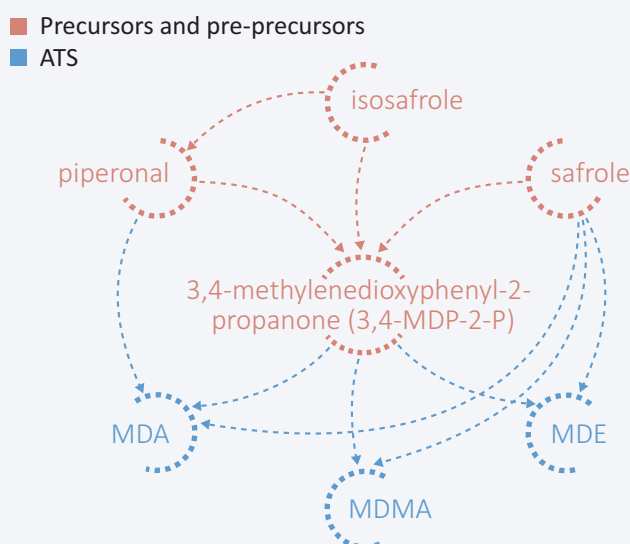 Precursors and pre-precursors
ATS
isosafrole
piperonal
safrole
3,4-methylenedioxyphenyl-2-
propanone (3,4-MDP-2-P)
MDA
MDE
MDMA